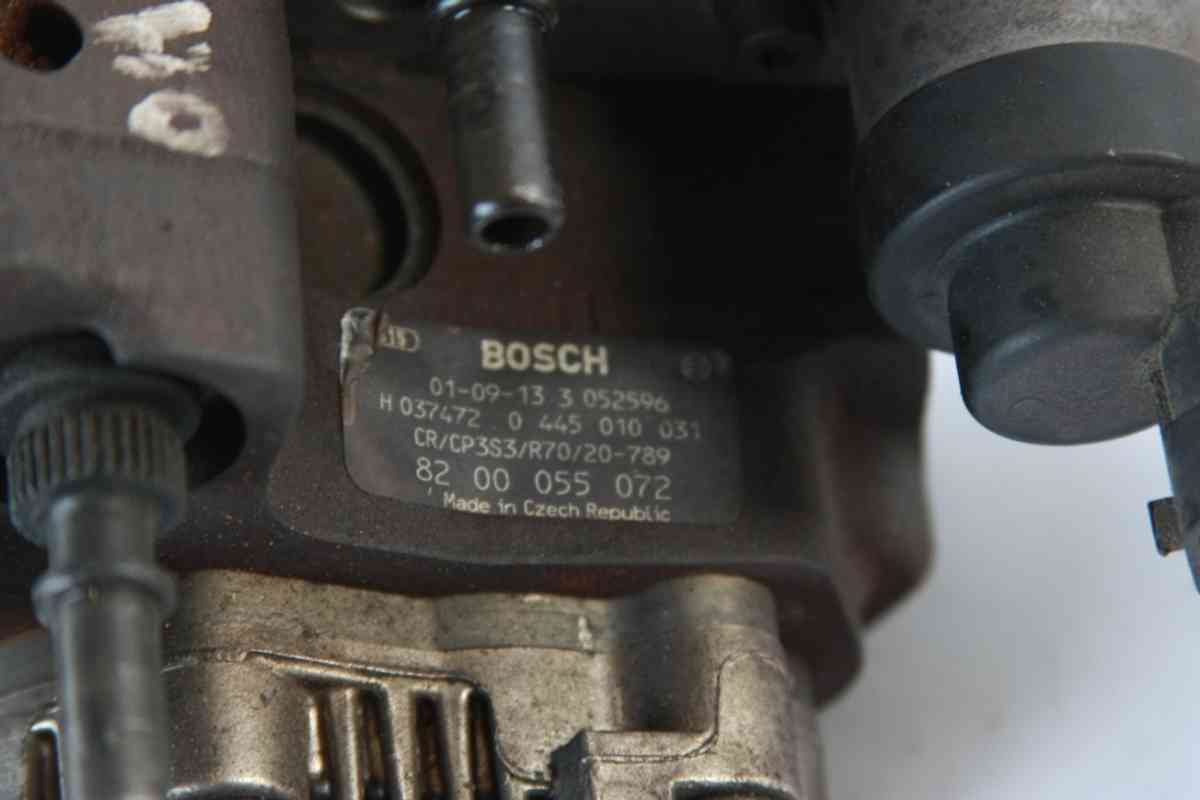 BOSCH
01-09-13 3 052596
H 037472 0 445 010 031
CR/CP3S3/R70/20-789
82 00 055 072
Made in Czech Republic